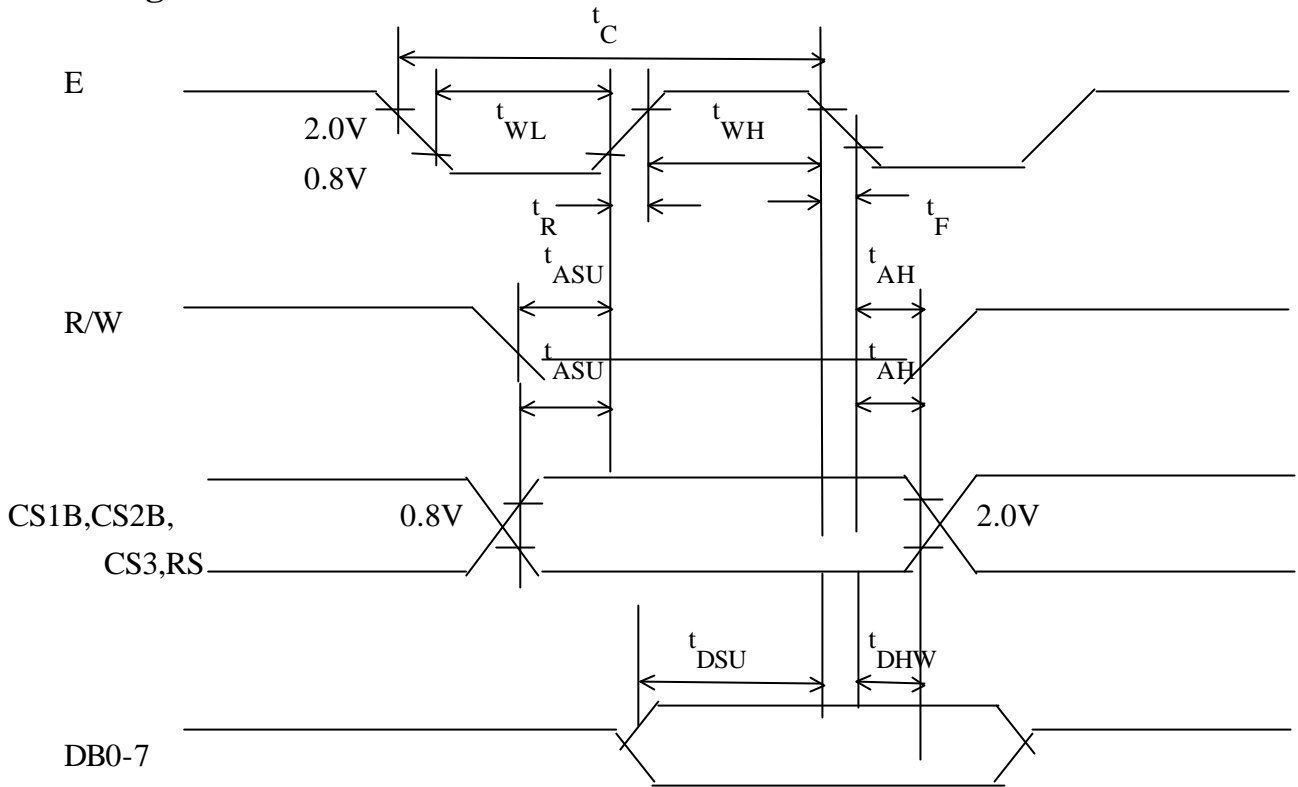 tC
E
tWL
tWH
2.0V
0.8V
tR
tF
tASU
tAH
R/W
tASU
tAH
CS1B,CS2B,
0.8V
2.0V
CS3,RS
tDSU
tDHW
DB0-7